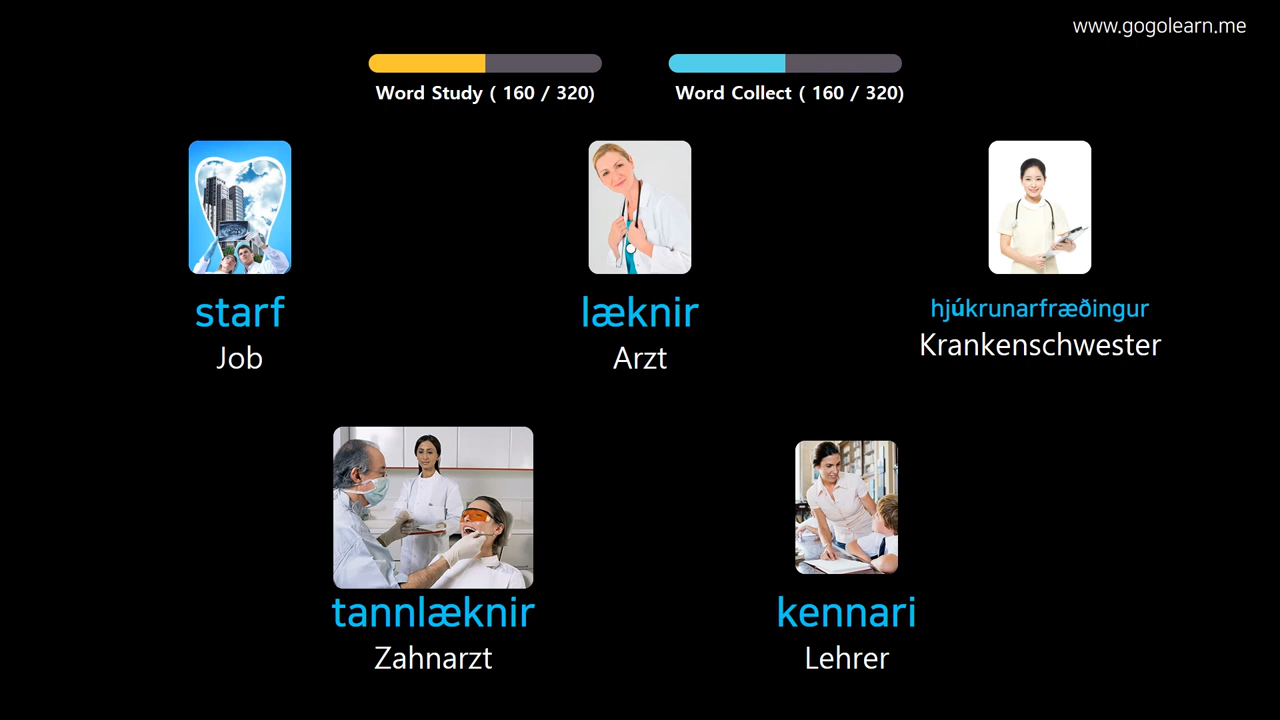 www.gogolearn.me
Word Study ( 160 / 320)
Word Collect ( 160 / 320)
starf
Job
læknir
Arzt
hjúkrunarfræðingur
Krankenschwester
tannlæknir
Zahnarzt
kennari
Lehrer